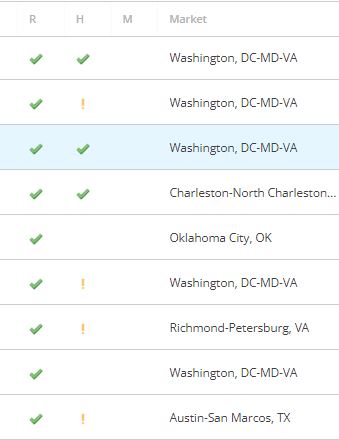 R H M Market
Washington, DC-MD-VA
! Washington, DC-MD-VA
Washington, DC-MD-VA
Charleston-North Charleston...
Oklahoma City, OK
! Washington, DC-MD-VA
! Richmond-Petersburg, VA
Washington, DC-MD-VA
! Austin-San Marcos, TX